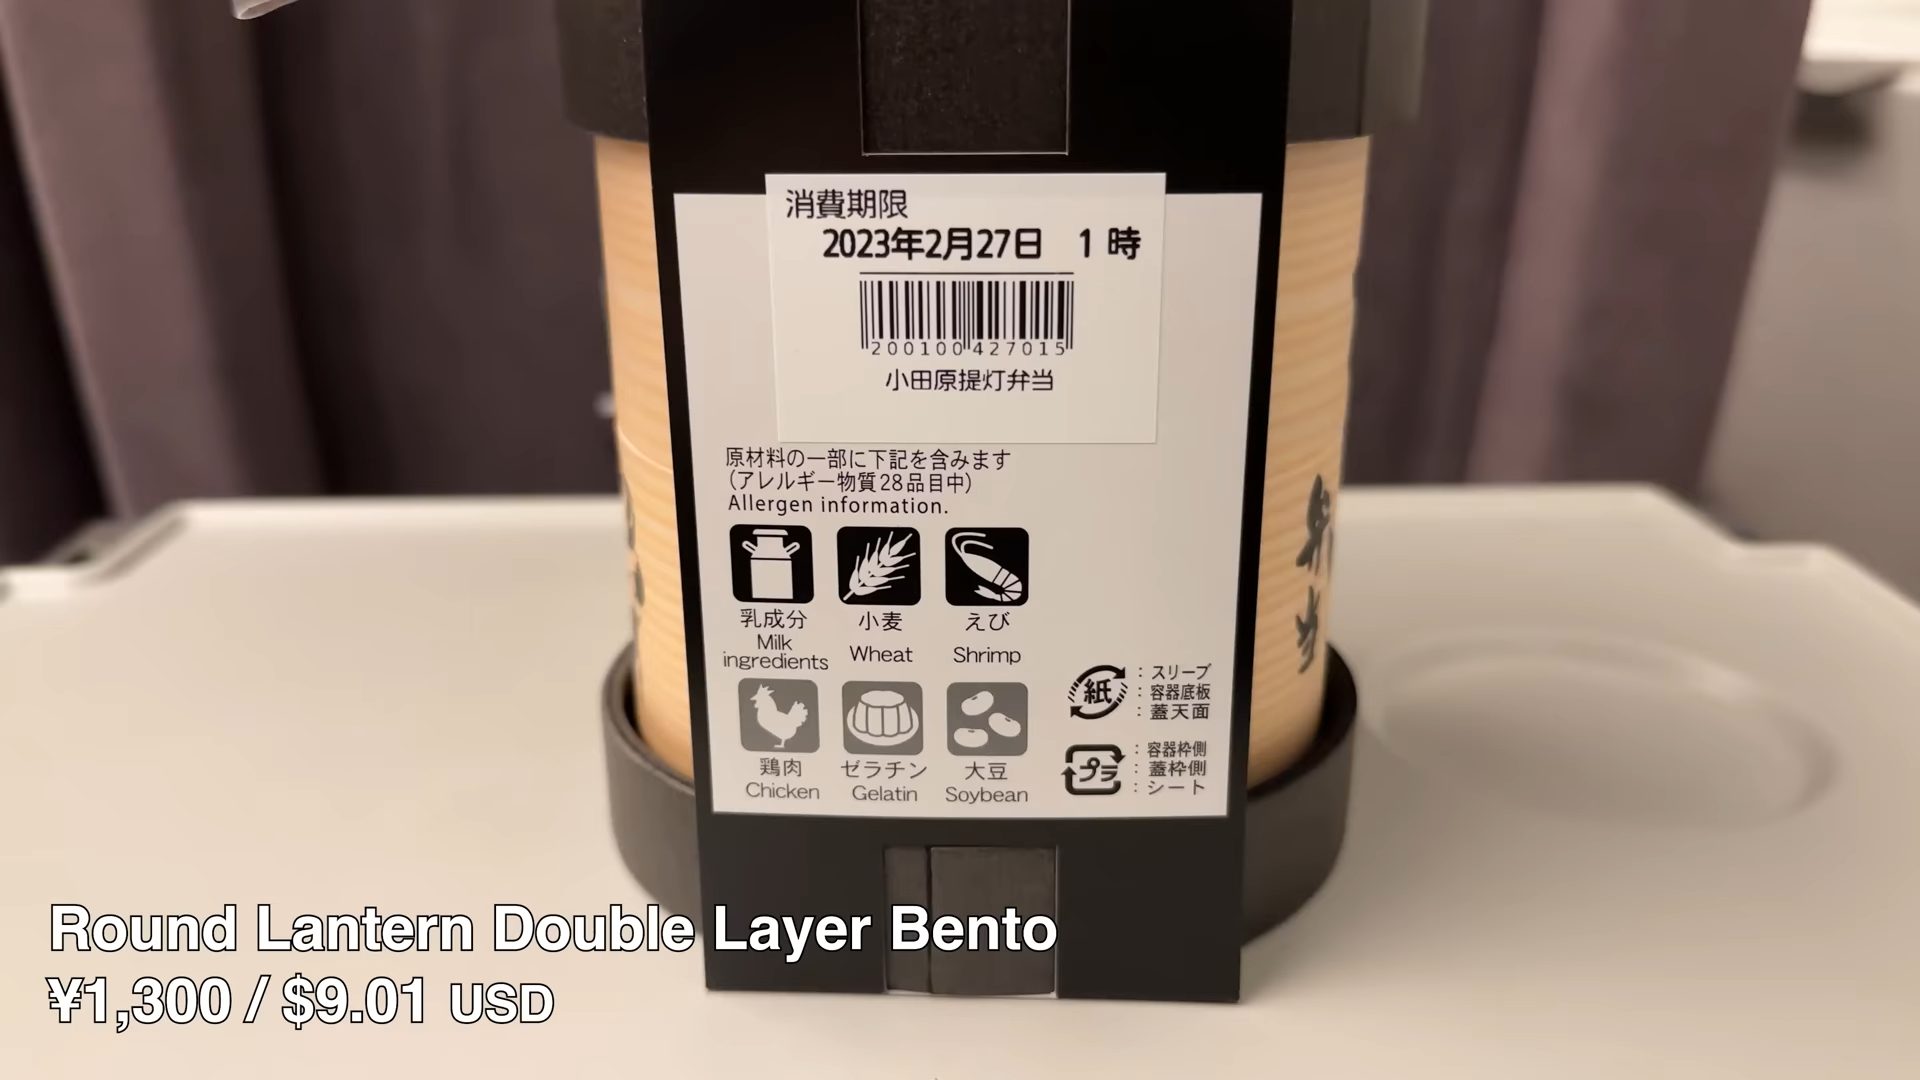 消費期限
2023年2月27日 1時
200100 427015
小田原提灯弁当
原材料の一部に下記を含みます
(アレルギー物質28品目中)
Allergen information.
乳成分 小麦 えび
Milk ingredients Wheat Shrimp
鶏肉 ゼラチン 大豆
Chicken Gelatin Soybean
紙
:スリーブ
:容器底板
:蓋天面
プラ
:容器枠側
:蓋枠側
:シート
弁当
Round Lantern Double Layer Bento
¥1,300 / $9.01 USD